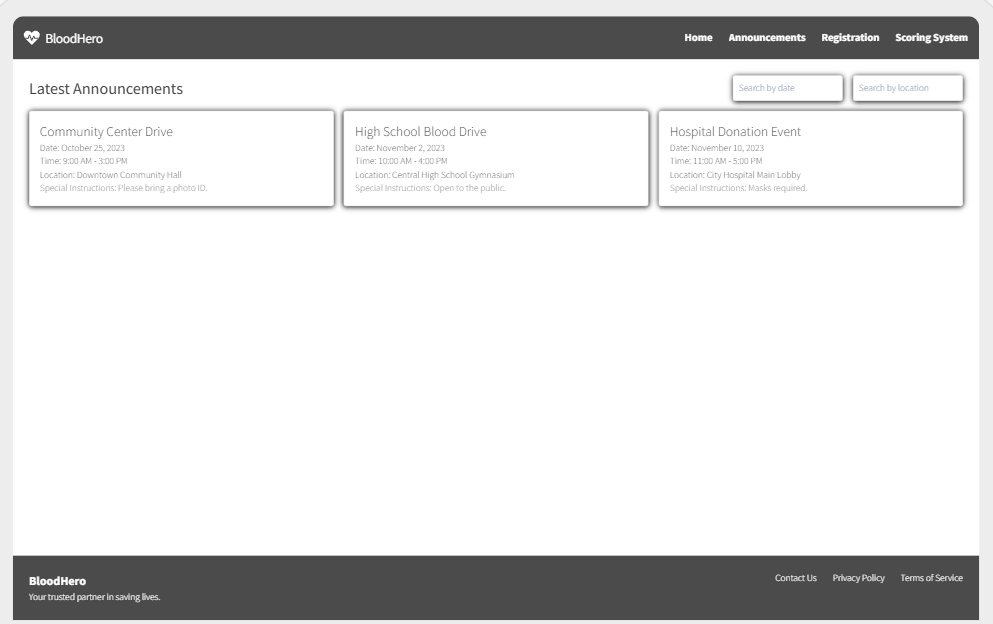 BloodHero
Home Announcements Registration Scoring System
Latest Announcements
Search by date
Search by location
Community Center Drive
Date: October 25, 2023
Time: 9:00 AM - 3:00 PM
Location: Downtown Community Hall
Special Instructions: Please bring a photo ID.
High School Blood Drive
Date: November 2, 2023
Time: 10:00 AM - 4:00 PM
Location: Central High School Gymnasium
Special Instructions: Open to the public.
Hospital Donation Event
Date: November 10, 2023
Time: 11:00 AM - 5:00 PM
Location: City Hospital Main Lobby
Special Instructions: Masks required.
BloodHero
Your trusted partner in saving lives.
Contact Us Privacy Policy Terms of Service